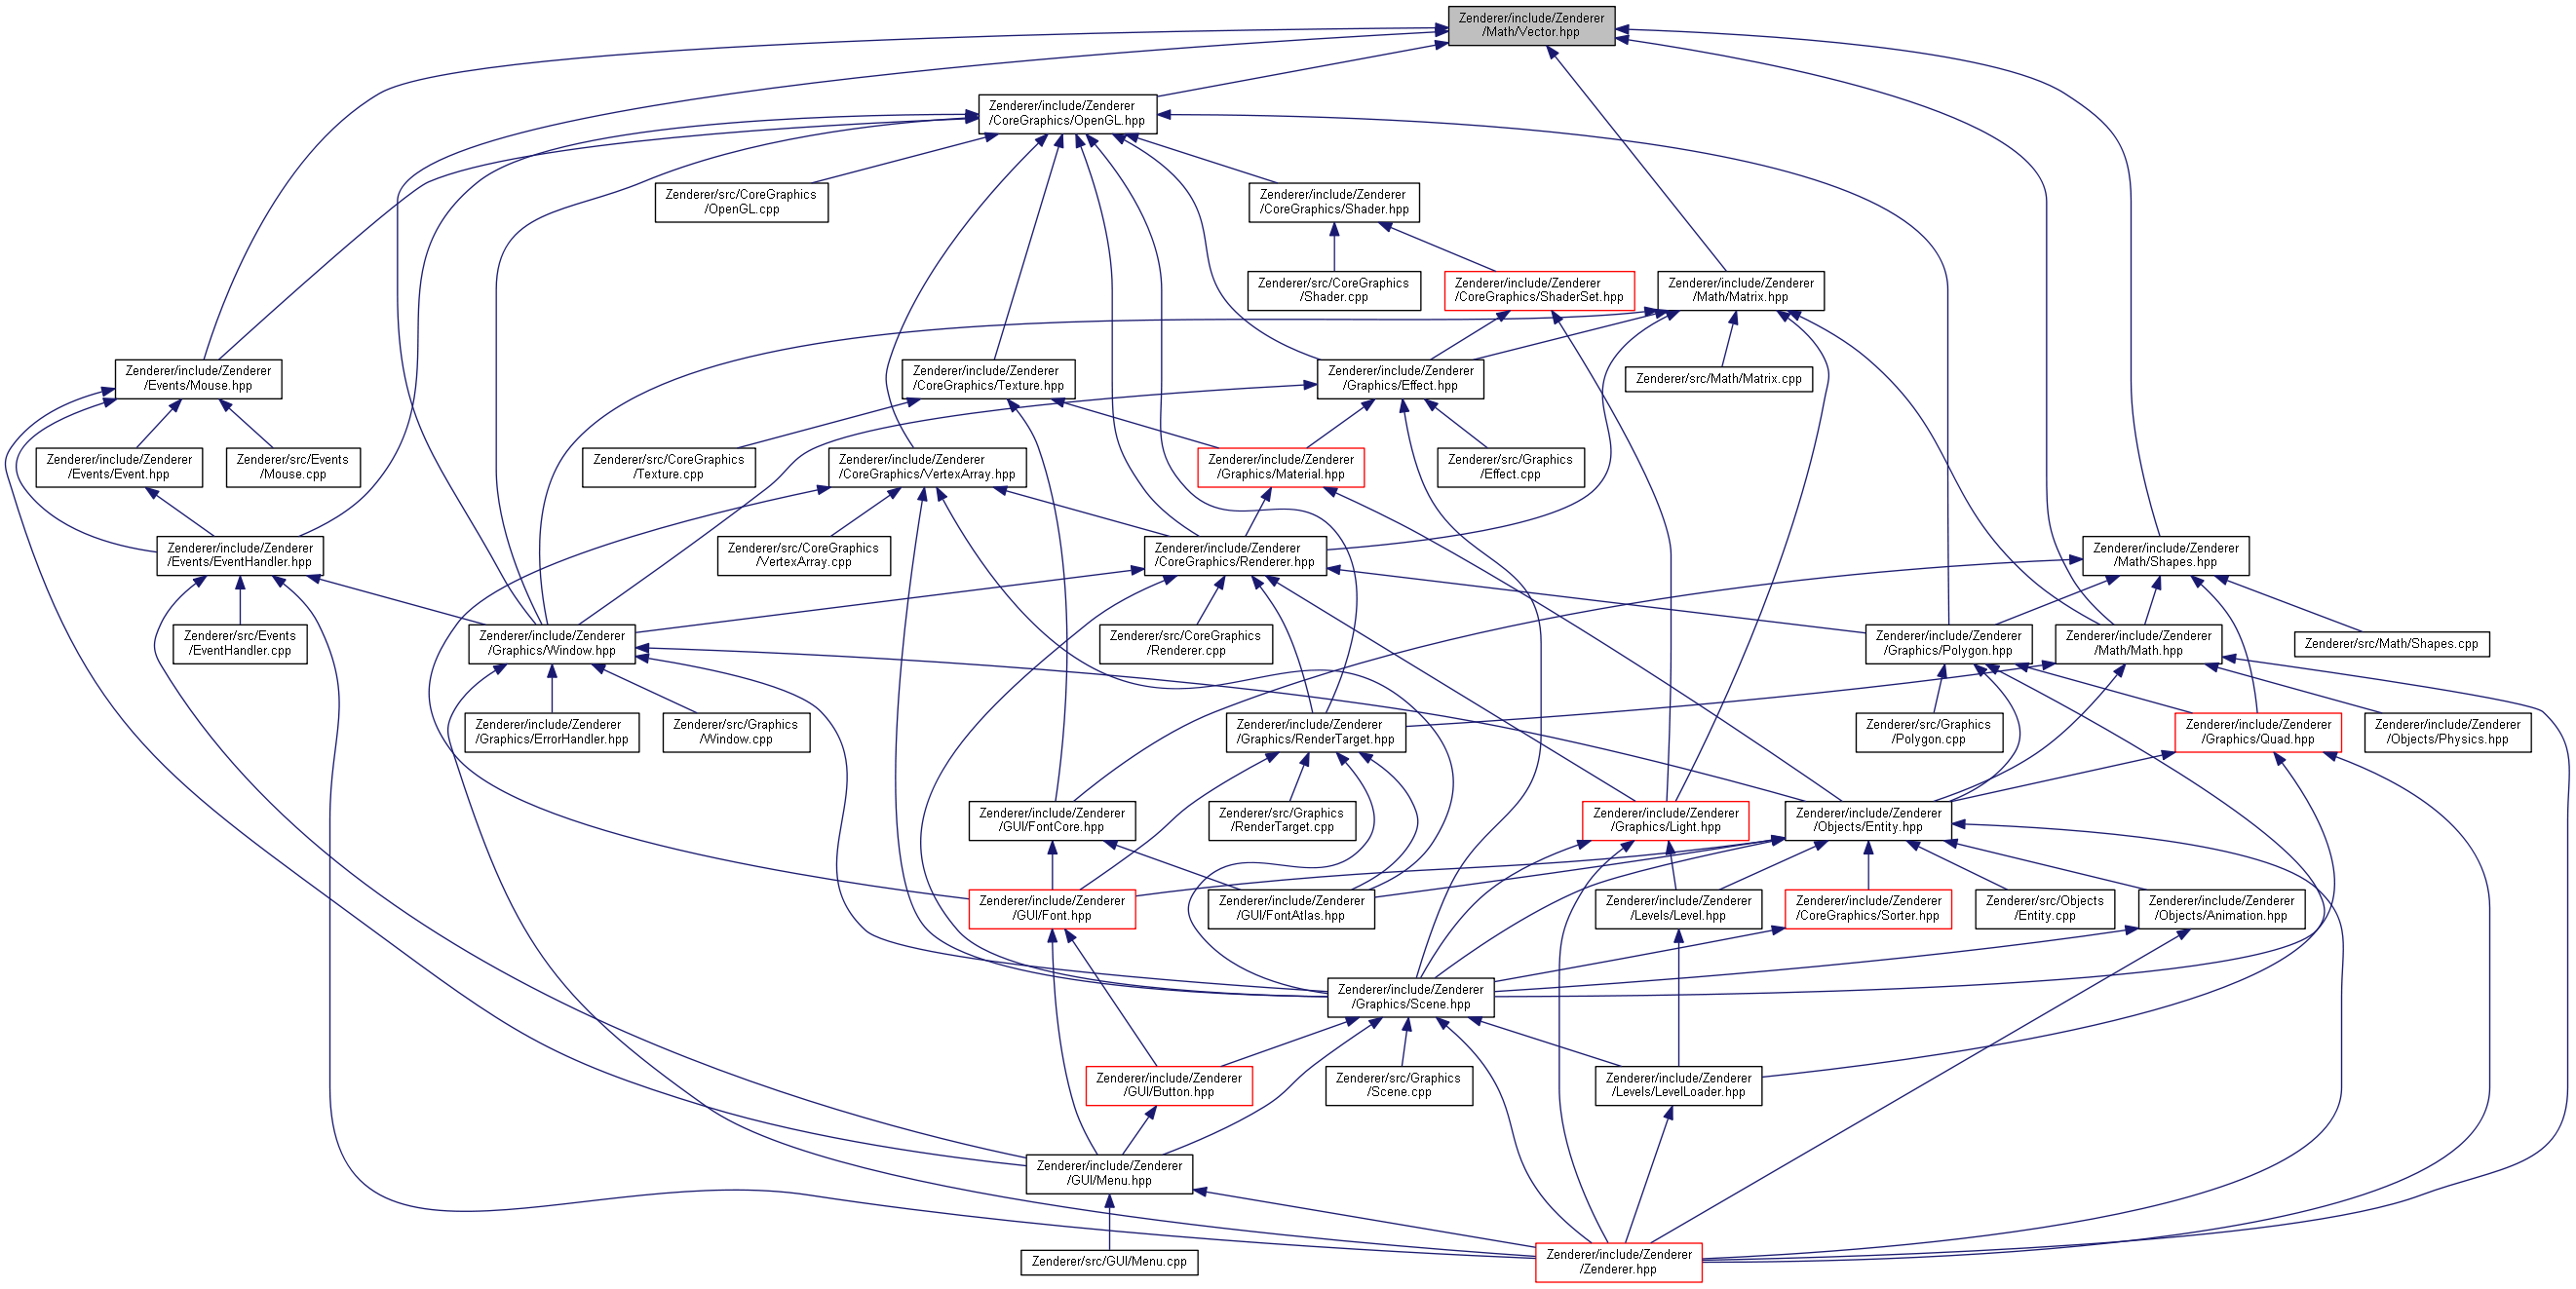 Zenderer/include/Zenderer
/Math/Vector.hpp
Zenderer/include/Zenderer
/CoreGraphics/OpenGL.hpp
Zenderer/src/CoreGraphics
/OpenGL.cpp
Zenderer/include/Zenderer
/CoreGraphics/Shader.hpp
Zenderer/src/CoreGraphics
/Shader.cpp
Zenderer/include/Zenderer
/CoreGraphics/ShaderSet.hpp
Zenderer/include/Zenderer
/Math/Matrix.hpp
Zenderer/include/Zenderer
/Events/Mouse.hpp
Zenderer/include/Zenderer
/CoreGraphics/Texture.hpp
Zenderer/include/Zenderer
/Graphics/Effect.hpp
Zenderer/src/Math/Matrix.cpp
Zenderer/include/Zenderer
/Events/Event.hpp
Zenderer/src/Events
/Mouse.cpp
Zenderer/src/CoreGraphics
/Texture.cpp
Zenderer/include/Zenderer
/CoreGraphics/VertexArray.hpp
Zenderer/include/Zenderer
/Graphics/Material.hpp
Zenderer/src/Graphics
/Effect.cpp
Zenderer/include/Zenderer
/Events/EventHandler.hpp
Zenderer/src/CoreGraphics
/VertexArray.cpp
Zenderer/include/Zenderer
/CoreGraphics/Renderer.hpp
Zenderer/include/Zenderer
/Math/Shapes.hpp
Zenderer/src/Events
/EventHandler.cpp
Zenderer/include/Zenderer
/Graphics/Window.hpp
Zenderer/src/CoreGraphics
/Renderer.cpp
Zenderer/include/Zenderer
/Graphics/Polygon.hpp
Zenderer/include/Zenderer
/Math/Math.hpp
Zenderer/src/Math/Shapes.cpp
Zenderer/include/Zenderer
/Graphics/ErrorHandler.hpp
Zenderer/src/Graphics
/Window.cpp
Zenderer/include/Zenderer
/Graphics/RenderTarget.hpp
Zenderer/src/Graphics
/Polygon.cpp
Zenderer/include/Zenderer
/Graphics/Quad.hpp
Zenderer/include/Zenderer
/Objects/Physics.hpp
Zenderer/include/Zenderer
/GUI/FontCore.hpp
Zenderer/src/Graphics
/RenderTarget.cpp
Zenderer/include/Zenderer
/Graphics/Light.hpp
Zenderer/include/Zenderer
/Objects/Entity.hpp
Zenderer/include/Zenderer
/GUI/Font.hpp
Zenderer/include/Zenderer
/GUI/FontAtlas.hpp
Zenderer/include/Zenderer
/Levels/Level.hpp
Zenderer/include/Zenderer
/CoreGraphics/Sorter.hpp
Zenderer/src/Objects
/Entity.cpp
Zenderer/include/Zenderer
/Objects/Animation.hpp
Zenderer/include/Zenderer
/Graphics/Scene.hpp
Zenderer/include/Zenderer
/GUI/Button.hpp
Zenderer/src/Graphics
/Scene.cpp
Zenderer/include/Zenderer
/Levels/LevelLoader.hpp
Zenderer/include/Zenderer
/GUI/Menu.hpp
Zenderer/src/GUI/Menu.cpp
Zenderer/include/Zenderer
/Zenderer.hpp